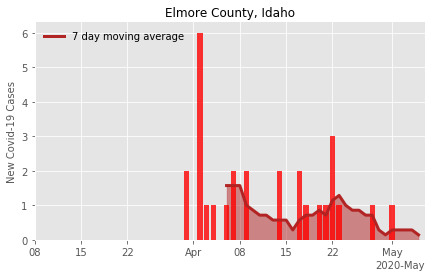 Elmore County, Idaho
7 day moving average
New Covid-19 Cases
6
5
4
3
2
1
0
08 15 22 Apr 08 15 22 May
2020-May